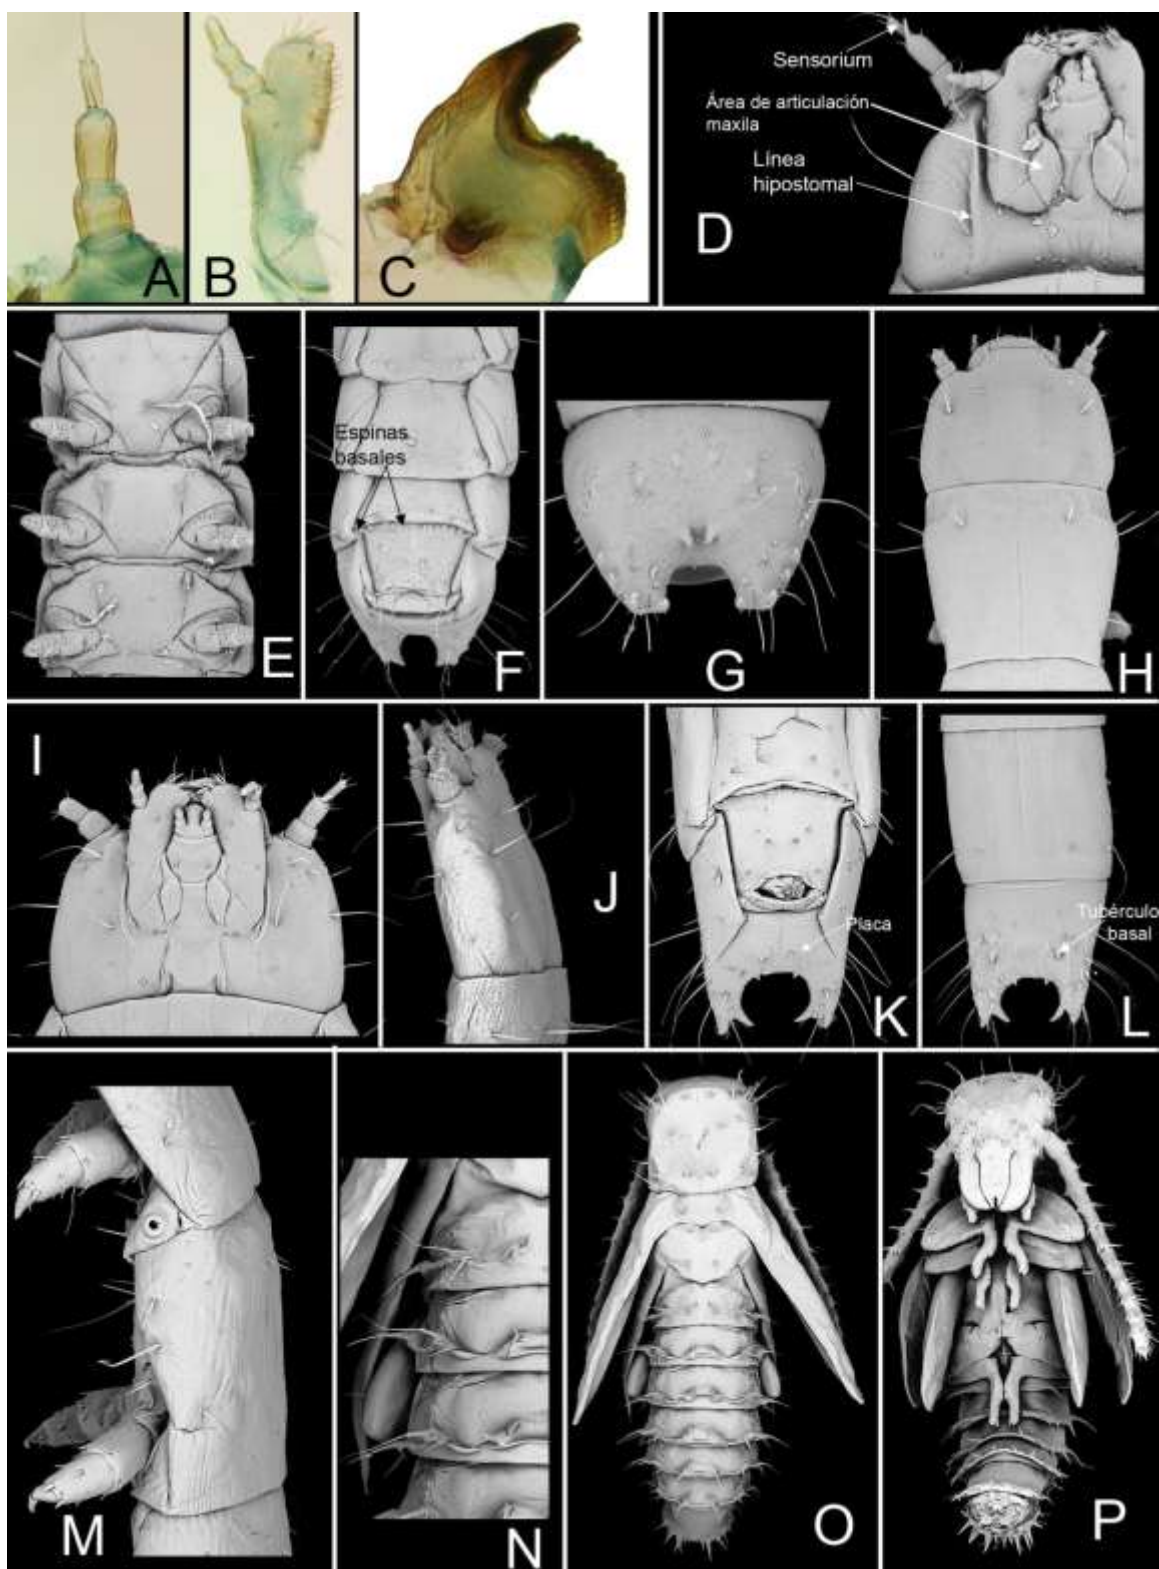 A
B
C
Sensorium
Área de articulación
maxila
Línea
hipostomal
D
E
Espinas
basales
F
G
H
I
J
Placa
K
Tubérculo
basal
L
M
N
O
P